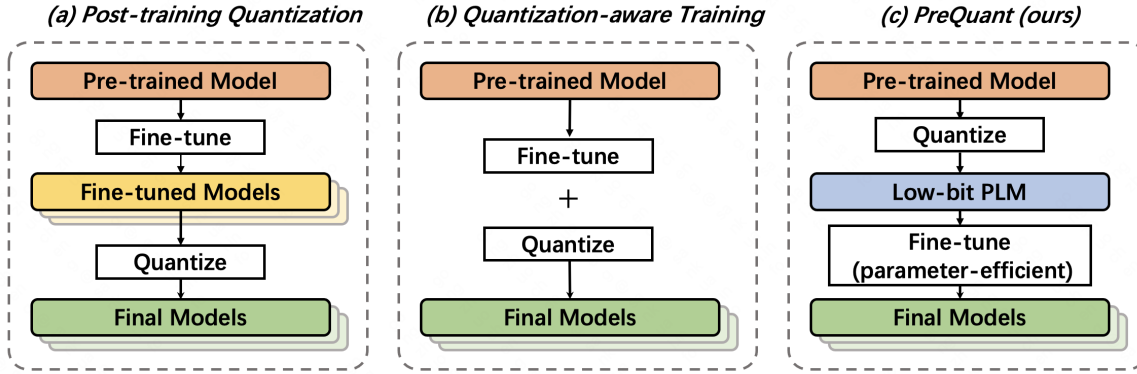 (a) Post-training Quantization
Pre-trained Model
Fine-tune
Fine-tuned Models
Quantize
Final Models
(b) Quantization-aware Training
Pre-trained Model
Fine-tune
+
Quantize
Final Models
(c) PreQuant (ours)
Pre-trained Model
Quantize
Low-bit PLM
Fine-tune
(parameter-efficient)
Final Models